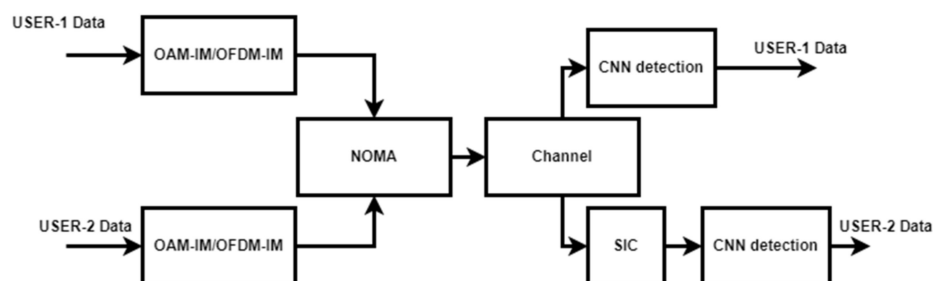 USER-1 Data
OAM-IM/OFDM-IM
CNN detection
USER-1 Data
NOMA
Channel
USER-2 Data
OAM-IM/OFDM-IM
SIC
CNN detection
USER-2 Data